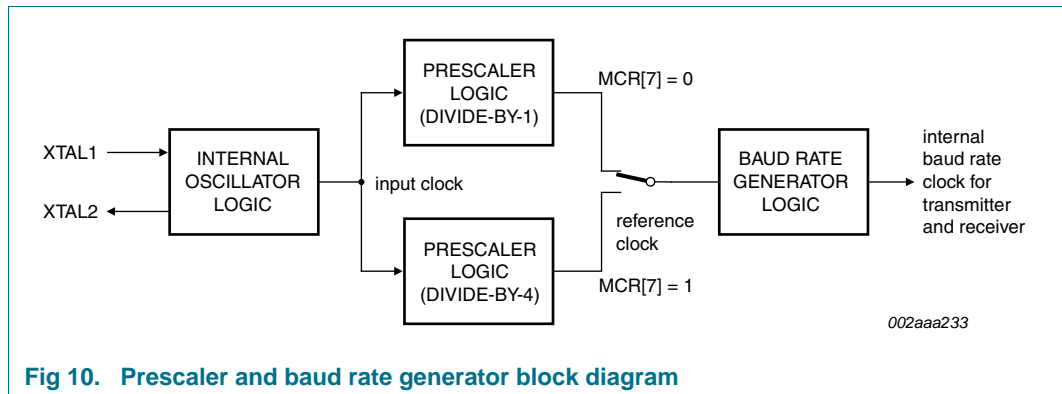 PRESCALER
LOGIC
(DIVIDE-BY-1)
MCR[7] = 0
XTAL1
XTAL2
INTERNAL
OSCILLATOR
LOGIC
input clock
BAUD RATE
GENERATOR
LOGIC
internal
baud rate
clock for
transmitter
and receiver
reference
clock
PRESCALER
LOGIC
(DIVIDE-BY-4)
MCR[7] = 1
002aaa233
Fig 10. Prescaler and baud rate generator block diagram